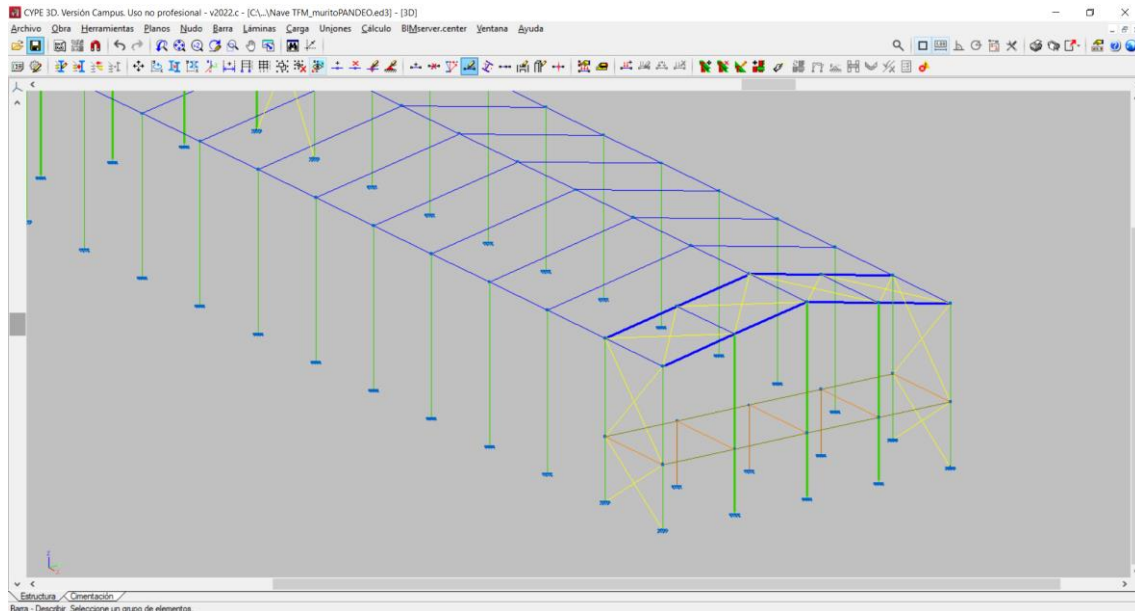 CYPE 3D. Versión Campus. Uso no profesional - v2022.c - [C:\...\Nave TFM_muritoPANDEO.ed3] - [3D]
Archivo Obra Herramientas Planos Nudo Barra Láminas Carga Uniones Cálculo BIMserver.center Ventana Ayuda
Estructura Cimentación
Barra - Describir. Seleccione un grupo de elementos.